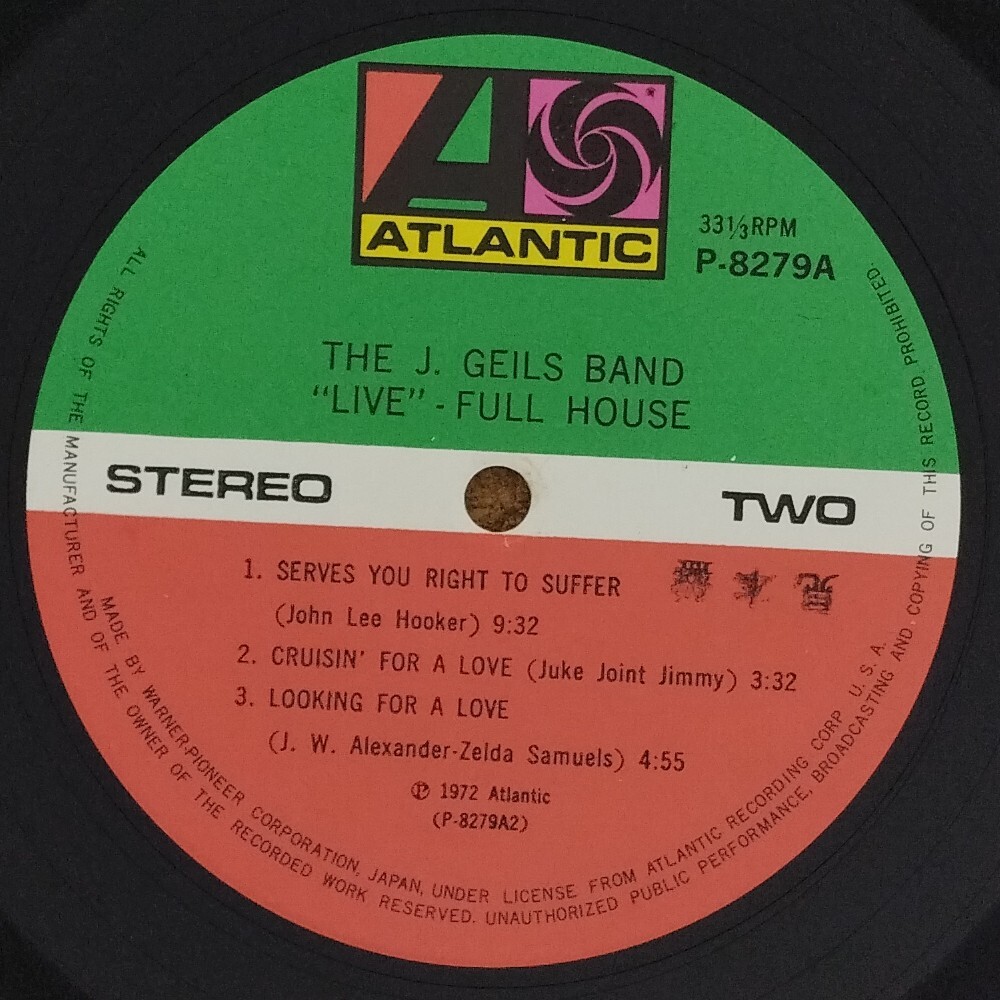 ATLANTIC
33⅓RPM
P-8279A
THE J. GEILS BAND
“LIVE” - FULL HOUSE
STEREO
TWO
1. SERVES YOU RIGHT TO SUFFER
(John Lee Hooker) 9:32
2. CRUISIN' FOR A LOVE (Juke Joint Jimmy) 3:32
3. LOOKING FOR A LOVE
(J. W. Alexander-Zelda Samuels) 4:55
℗ 1972 Atlantic
(P-8279A2)
MADE BY WARNER-PIONEER CORPORATION, JAPAN, UNDER LICENSE FROM ATLANTIC RECORDING CORP U. S. A.
ALL RIGHTS OF THE MANUFACTURER AND OF THE OWNER OF THE RECORDED WORK RESERVED. UNAUTHORIZED PUBLIC PERFORMANCE, BROADCASTING AND COPYING OF THIS RECORD PROHIBITED.